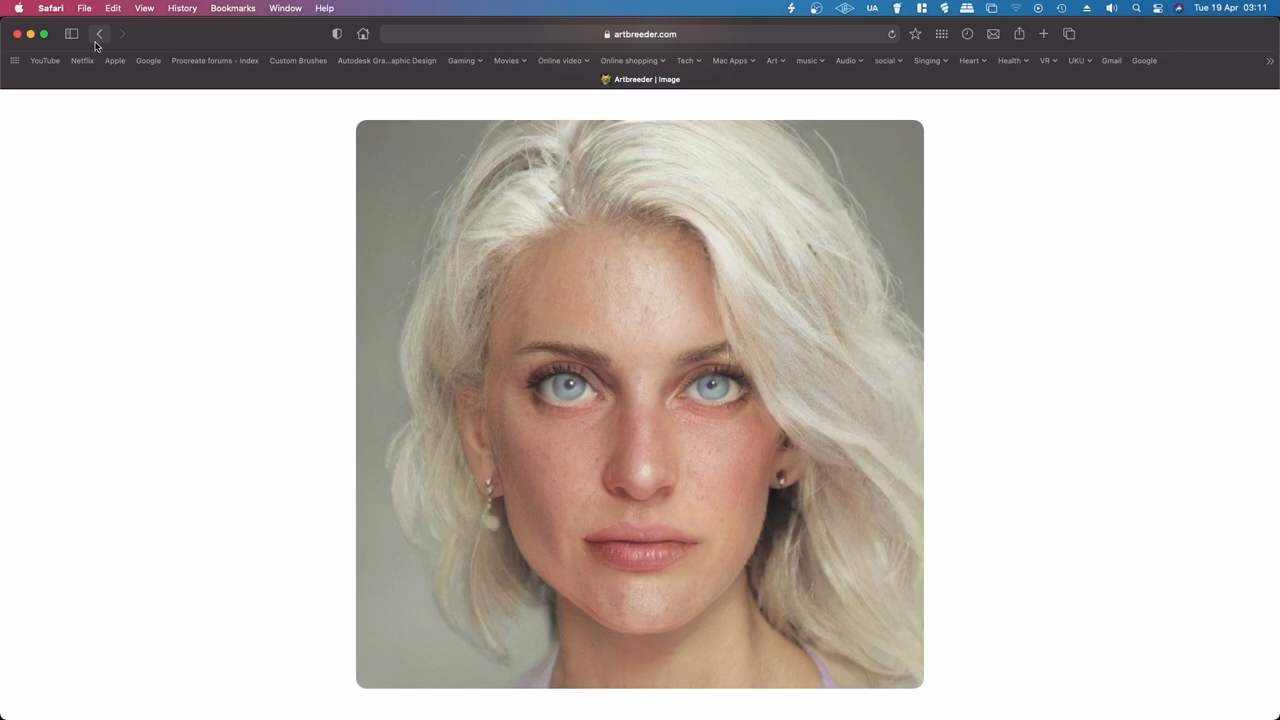 Safari File Edit View History Bookmarks Window Help UA Tue 19 Apr 03:11
artbreeder.com
YouTube Netflix Apple Google Procreate forums - Index Custom Brushes Autodesk Gra...aphic Design Gaming Movies Online video Online shopping Tech Mac Apps Art music Audio social Singing Heart Health VR UKU Gmail Google
Artbreeder | Image